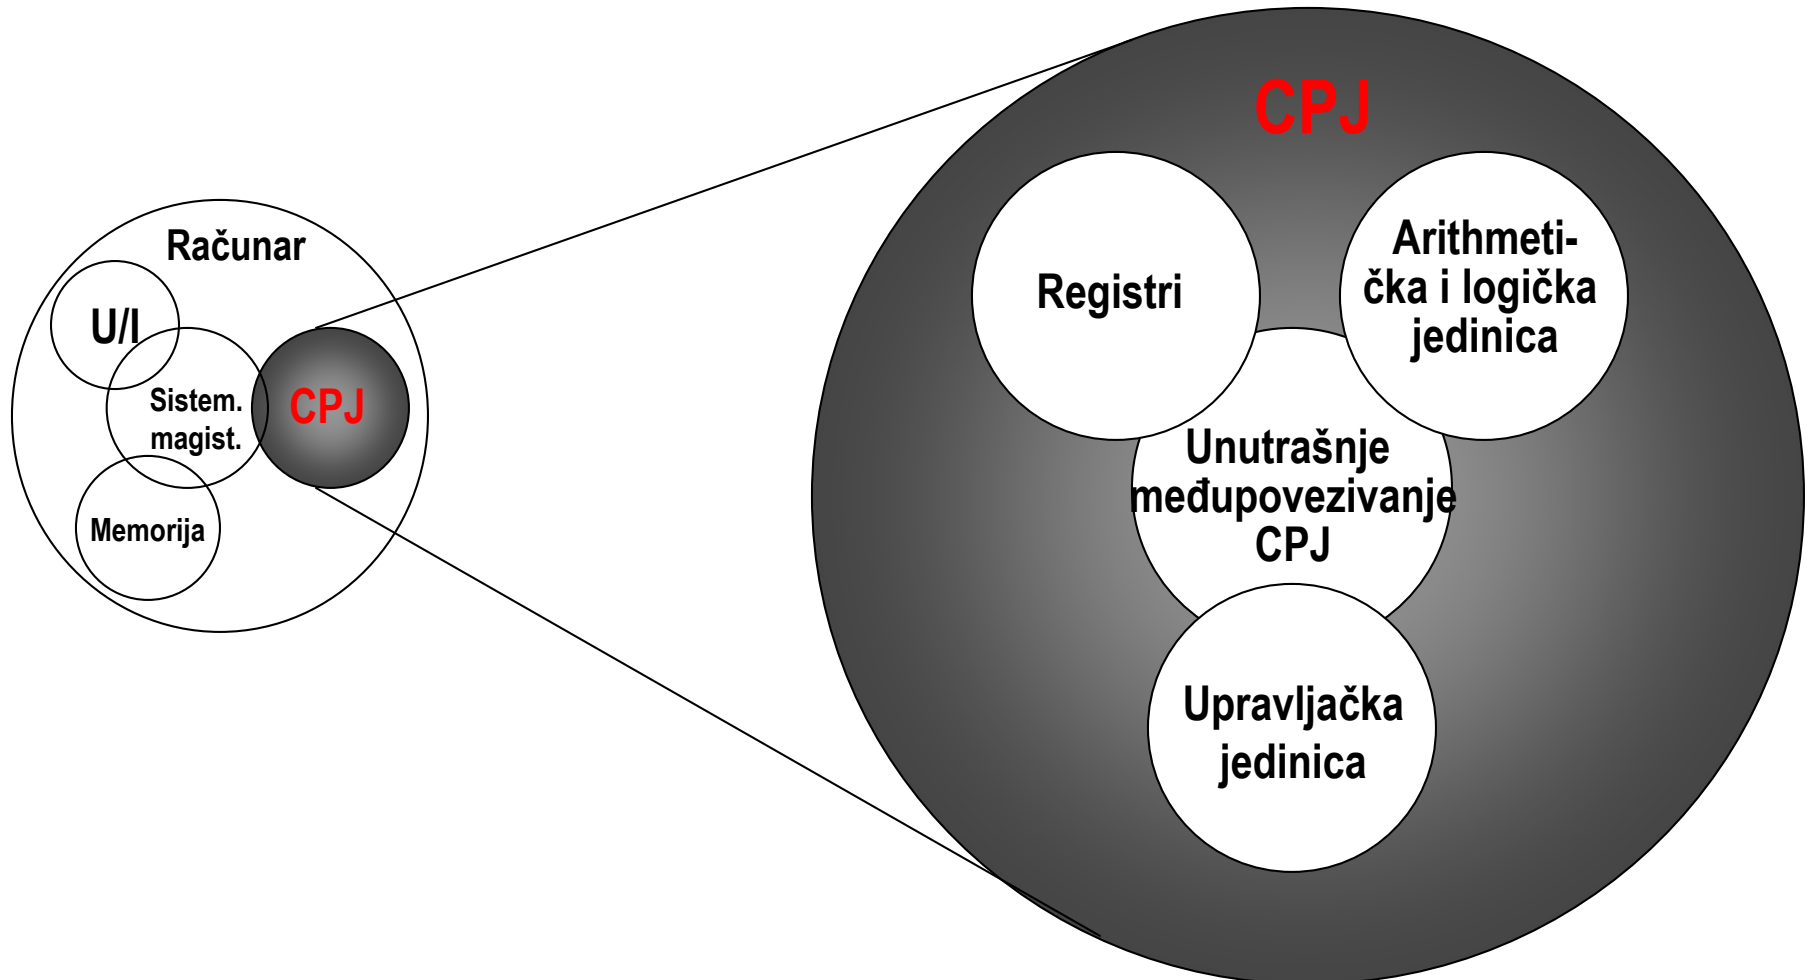 Računar
U/I
Sistem.
magist.
CPJ
Memorija
CPJ
Registri
Arithmeti-
čka i logička
jedinica
Unutrašnje
međupovezivanje
CPJ
Upravljačka
jedinica